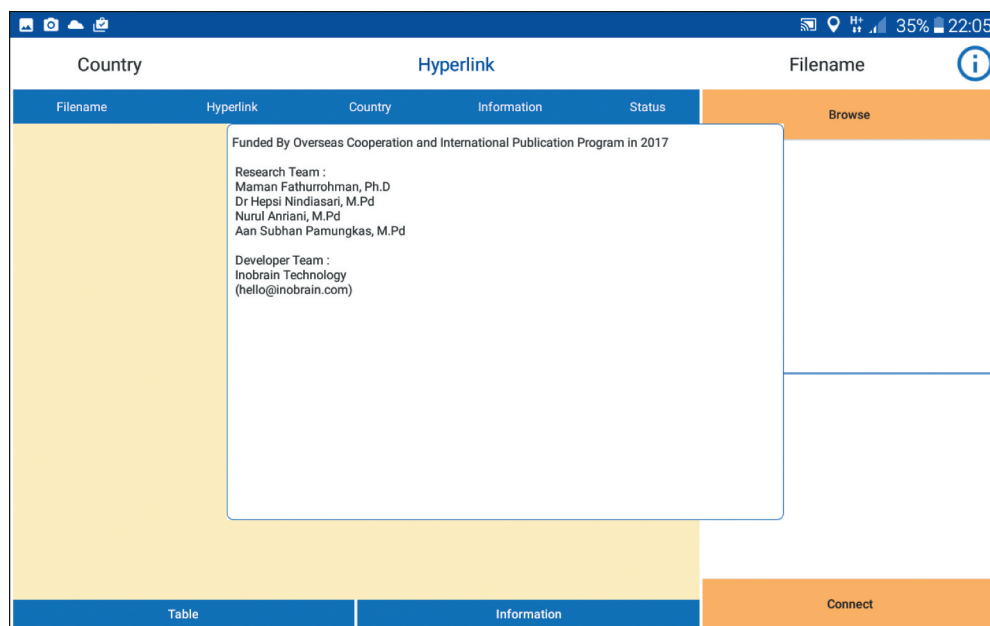 H+ 35% 22:05
Country Hyperlink Filename
Filename Hyperlink Country Information Status
Browse
Funded By Overseas Cooperation and International Publication Program in 2017
Research Team :
Maman Fathurrohman, Ph.D
Dr Hepsi Nindiasari, M.Pd
Nurul Anriani, M.Pd
Aan Subhan Pamungkas, M.Pd
Developer Team :
Inobrain Technology
(hello@inobrain.com)
Connect
Table Information